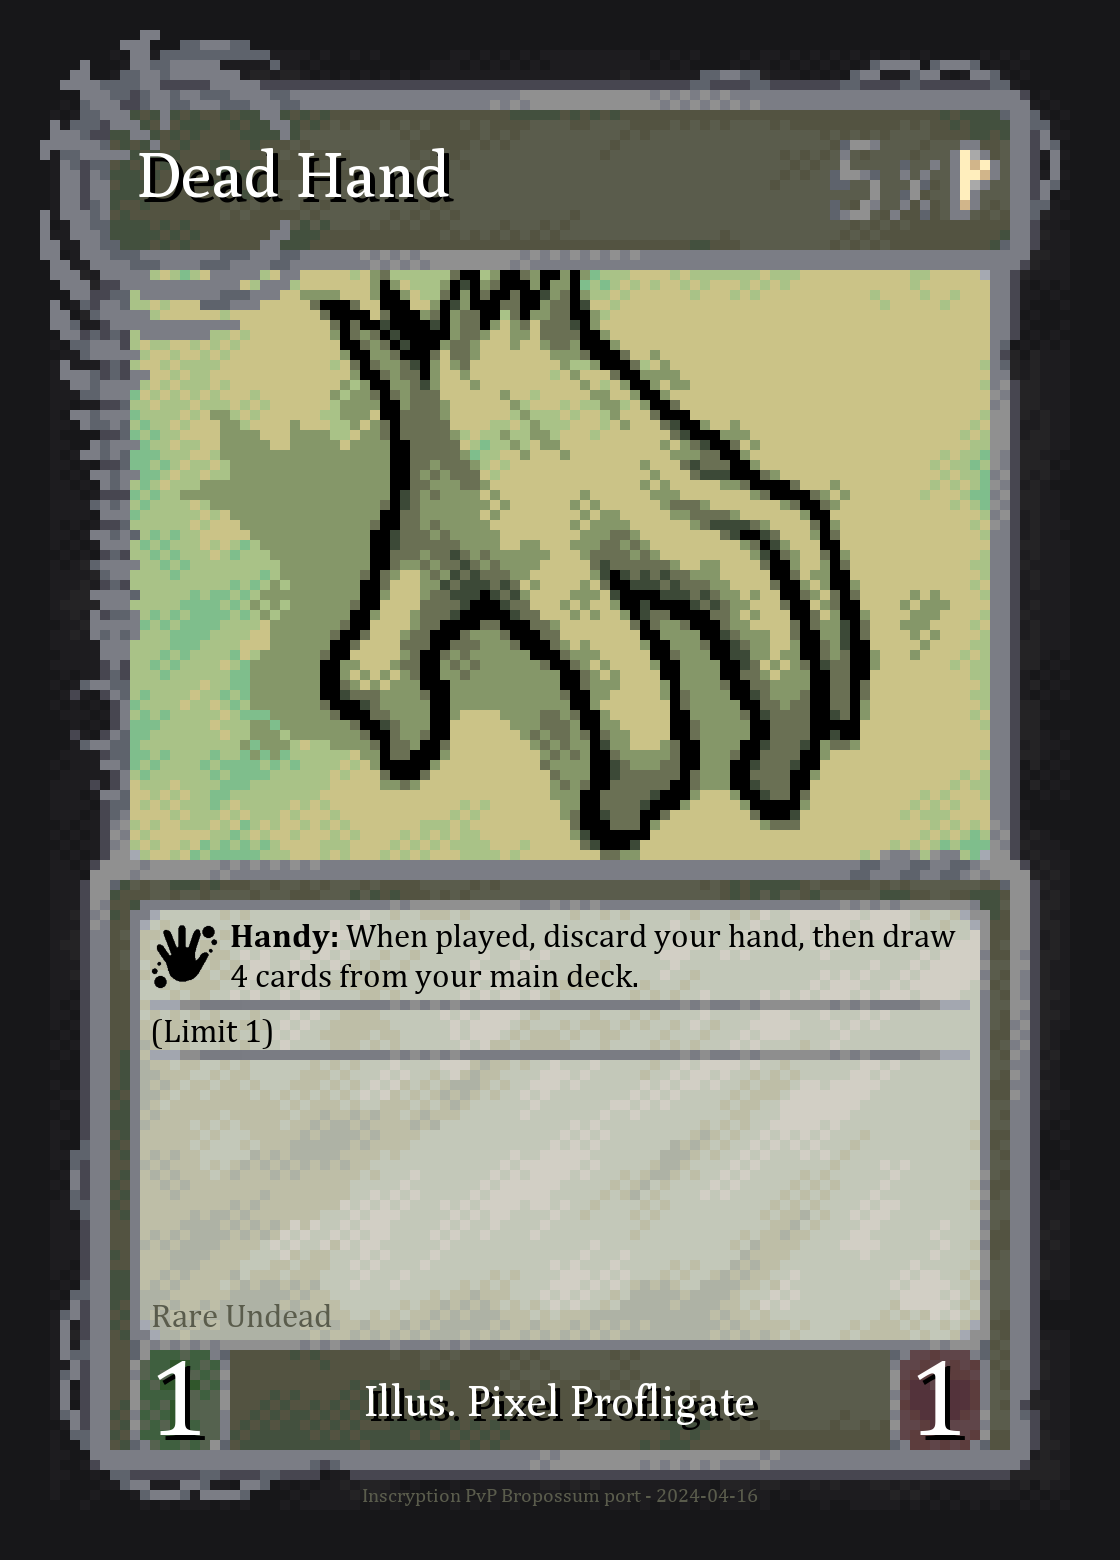 Dead Hand
5x
Handy: When played, discard your hand, then draw
4 cards from your main deck.
(Limit 1)
Rare Undead
1
Illus. Pixel Profligate
1
Inscryption PvP Bropossum port - 2024-04-16